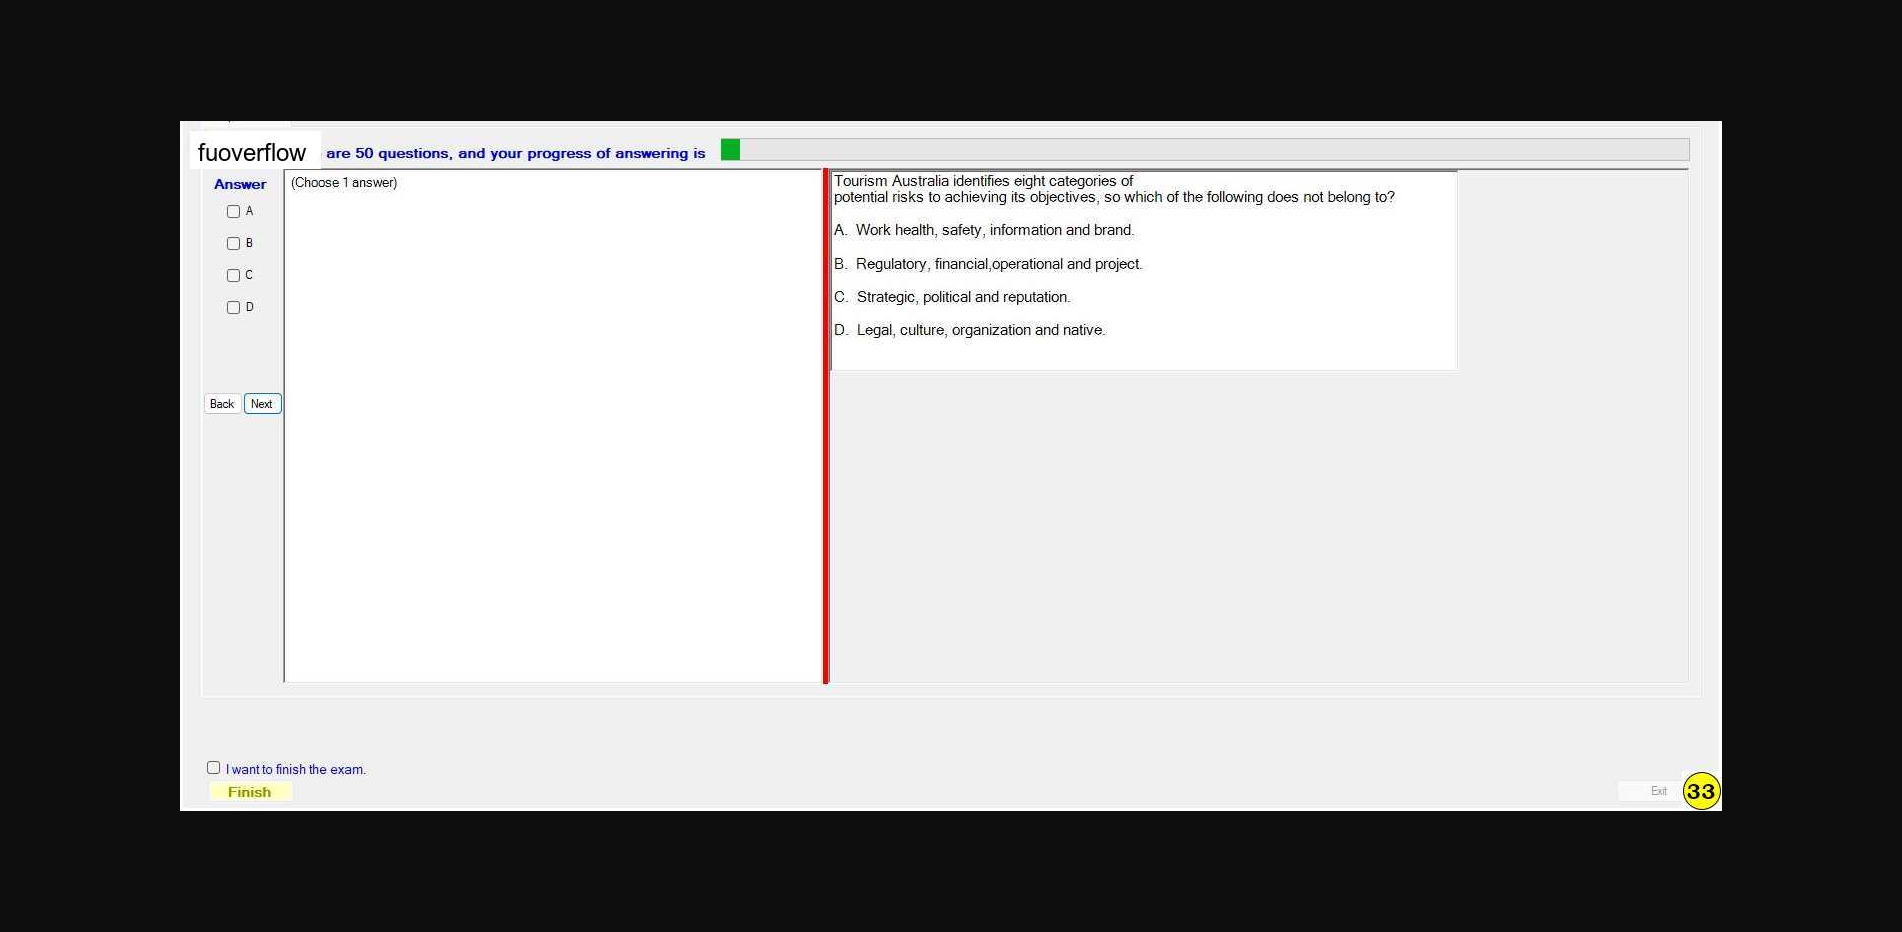 fuoverflow are 50 questions, and your progress of answering is
Answer
A
B
C
D
Back Next
(Choose 1 answer)
Tourism Australia identifies eight categories of
potential risks to achieving its objectives, so which of the following does not belong to?
A. Work health, safety, information and brand.
B. Regulatory, financial,operational and project.
C. Strategic, political and reputation.
D. Legal, culture, organization and native.
I want to finish the exam.
Finish
Exit 33